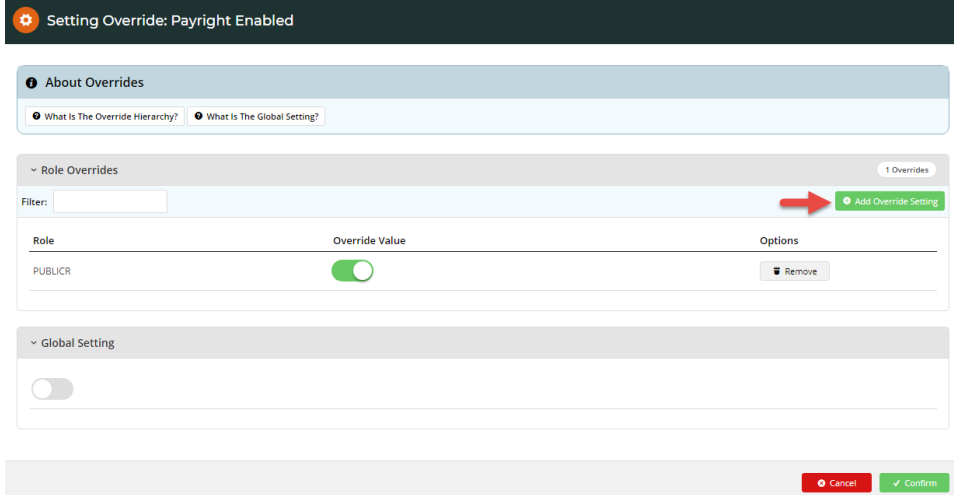 Setting Override: Payright Enabled
About Overrides
What Is The Override Hierarchy? What Is The Global Setting?
Role Overrides 1 Overrides
Filter: Add Override Setting
Role Override Value Options
PUBLICR Remove
Global Setting
Cancel Confirm